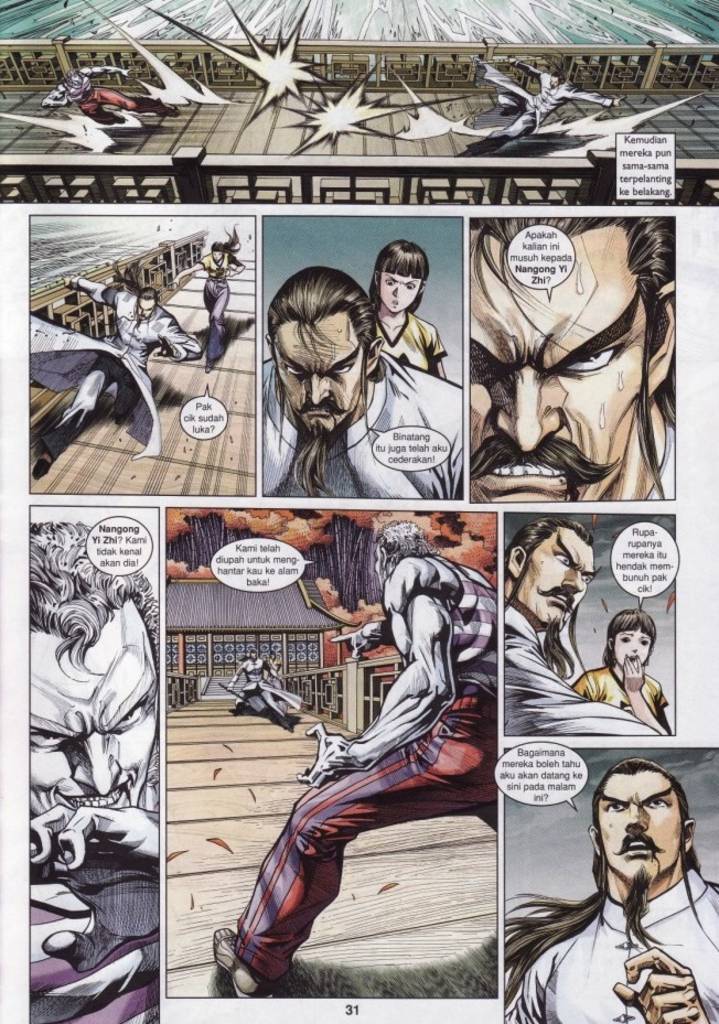 Kemudian
mereka pun
sama-sama
terpelanting
ke belakang.
Pak
cik sudah
luka?
Binatang
itu juga telah aku
cederakan!
Apakah
kalian ini
musuh kepada
Nangong Yi
Zhi?
Nangong
Yi Zhi? Kami
tidak kenal
akan dia!
Kami telah
diupah untuk meng-
hantar kau ke alam
baka!
Rupa-
rupanya
mereka itu
hendak mem-
bunuh pak
cik!
Bagaimana
mereka boleh tahu
aku akan datang ke
sini pada malam
ini?
31